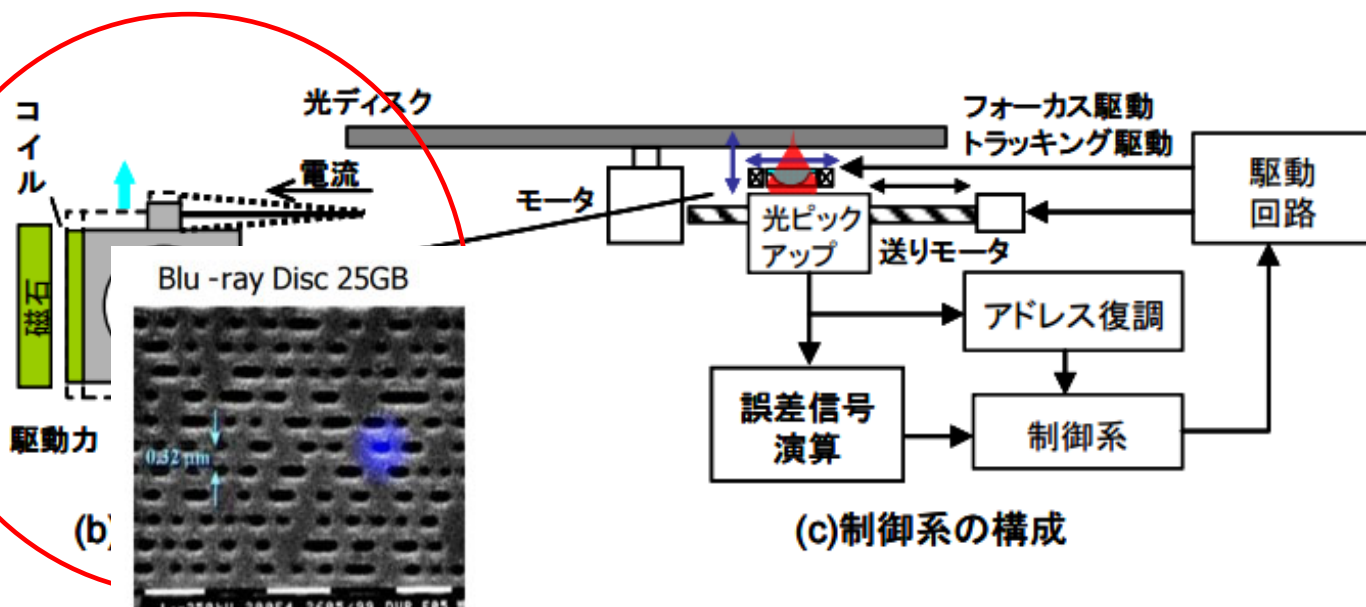 コイル
電流
磁石
駆動力
(b)
Blu -ray Disc 25GB
0.32 μm
光ディスク
モータ
光ピック
アップ
送りモータ
フォーカス駆動
トラッキング駆動
駆動
回路
アドレス復調
誤差信号
演算
制御系
(c)制御系の構成